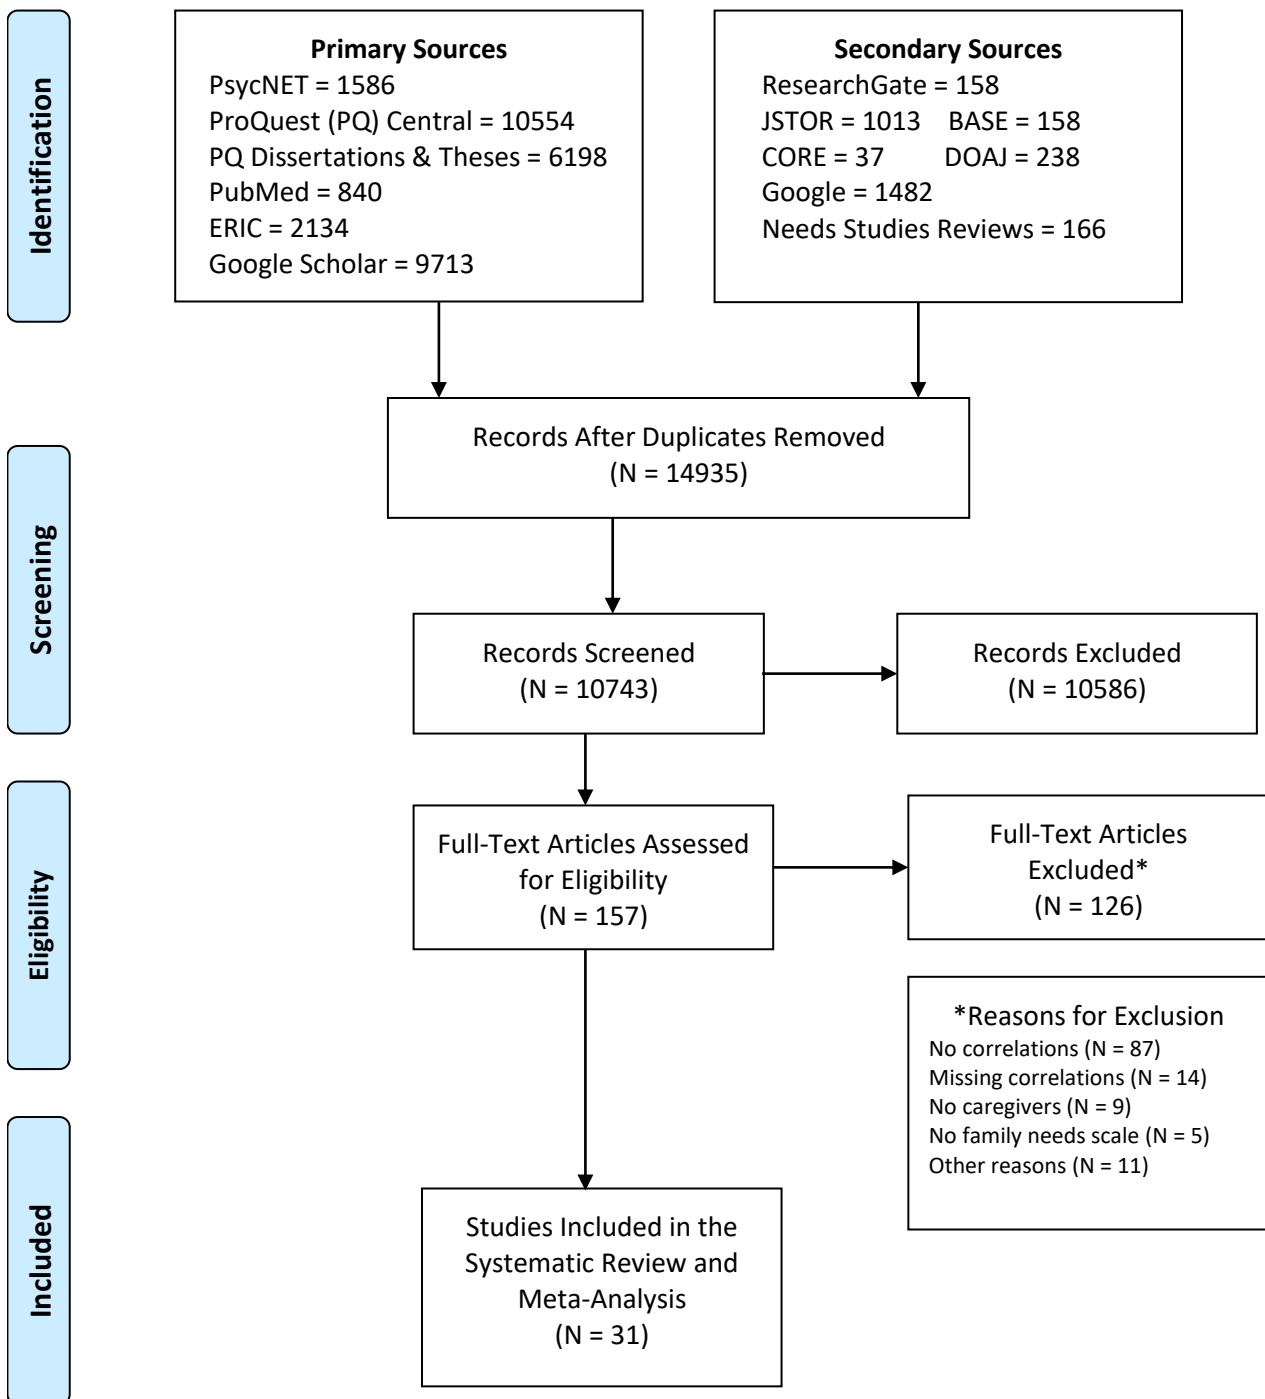 Identification
Primary Sources
PsycNET = 1586
ProQuest (PQ) Central = 10554
PQ Dissertations & Theses = 6198
PubMed = 840
ERIC = 2134
Google Scholar = 9713
Secondary Sources
ResearchGate = 158
JSTOR = 1013 BASE = 158
CORE = 37 DOAJ = 238
Google = 1482
Needs Studies Reviews = 166
Records After Duplicates Removed
(N = 14935)
Screening
Records Screened
(N = 10743)
Records Excluded
(N = 10586)
Eligibility
Full-Text Articles Assessed
for Eligibility
(N = 157)
Full-Text Articles
Excluded*
(N = 126)
*Reasons for Exclusion
No correlations (N = 87)
Missing correlations (N = 14)
No caregivers (N = 9)
No family needs scale (N = 5)
Other reasons (N = 11)
Included
Studies Included in the
Systematic Review and
Meta-Analysis
(N = 31)